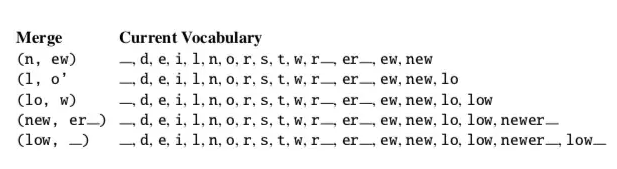 Merge Current Vocabulary
(n, ew) _, d, e, i, l, n, o, r, s, t, w, r_, er_, ew, new
(l, o’ _, d, e, i, l, n, o, r, s, t, w, r_, er_, ew, new, lo
(lo, w) _, d, e, i, l, n, o, r, s, t, w, r_, er_, ew, new, lo, low
(new, er_) _, d, e, i, l, n, o, r, s, t, w, r_, er_, ew, new, lo, low, newer_
(low, _) _, d, e, i, l, n, o, r, s, t, w, r_, er_, ew, new, lo, low, newer_, low_